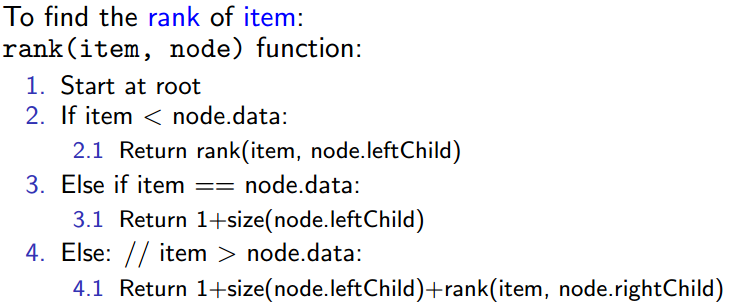 To find the rank of item:
rank(item, node) function:
1. Start at root
2. If item < node.data:
2.1 Return rank(item, node.leftChild)
3. Else if item == node.data:
3.1 Return 1+size(node.leftChild)
4. Else: // item > node.data:
4.1 Return 1+size(node.leftChild)+rank(item, node.rightChild)